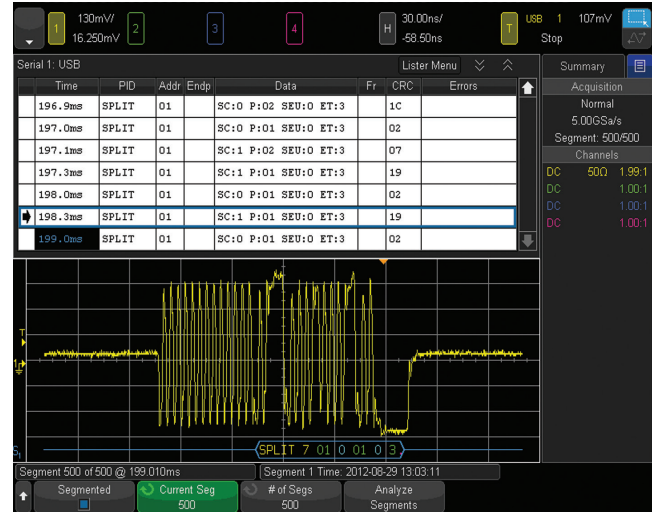 1 130mV/ 16.250mV 2 3 4 H 30.00ns/ -58.50ns T USB 1 107mV Stop
Serial 1: USB Lister Menu
Time PID Addr Endp Data Fr CRC Errors
196.9ms SPLIT 01 SC:0 P:02 SEU:0 ET:3 1C
197.0ms SPLIT 01 SC:0 P:01 SEU:0 ET:3 02
197.1ms SPLIT 01 SC:1 P:02 SEU:0 ET:3 07
197.3ms SPLIT 01 SC:1 P:01 SEU:0 ET:3 19
198.0ms SPLIT 01 SC:0 P:01 SEU:0 ET:3 02
198.3ms SPLIT 01 SC:1 P:01 SEU:0 ET:3 19
199.0ms SPLIT 01 SC:0 P:01 SEU:0 ET:3 02
Summary
Acquisition
Normal
5.00GSa/s
Segment: 500/500
Channels
DC 50Ω 1.99:1
DC 1.00:1
DC 1.00:1
DC 1.00:1
T
1
S1 SPLIT 7 01 0 01 0 3
Segment 500 of 500 @ 199.010ms Segment 1 Time: 2012-08-29 13:03:11
Segmented
Current Seg
500
# of Segs
500
Analyze
Segments